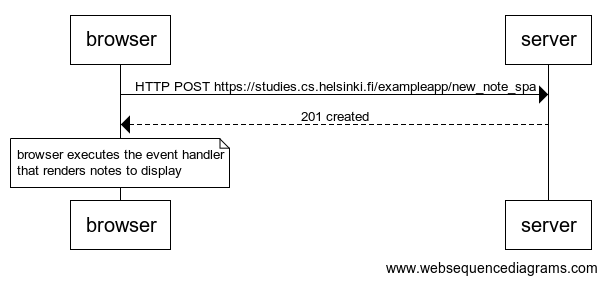 browser
server
HTTP POST https://studies.cs.helsinki.fi/exampleapp/new_note_spa
201 created
browser executes the event handler
that renders notes to display
browser
server
www.websequencediagrams.com